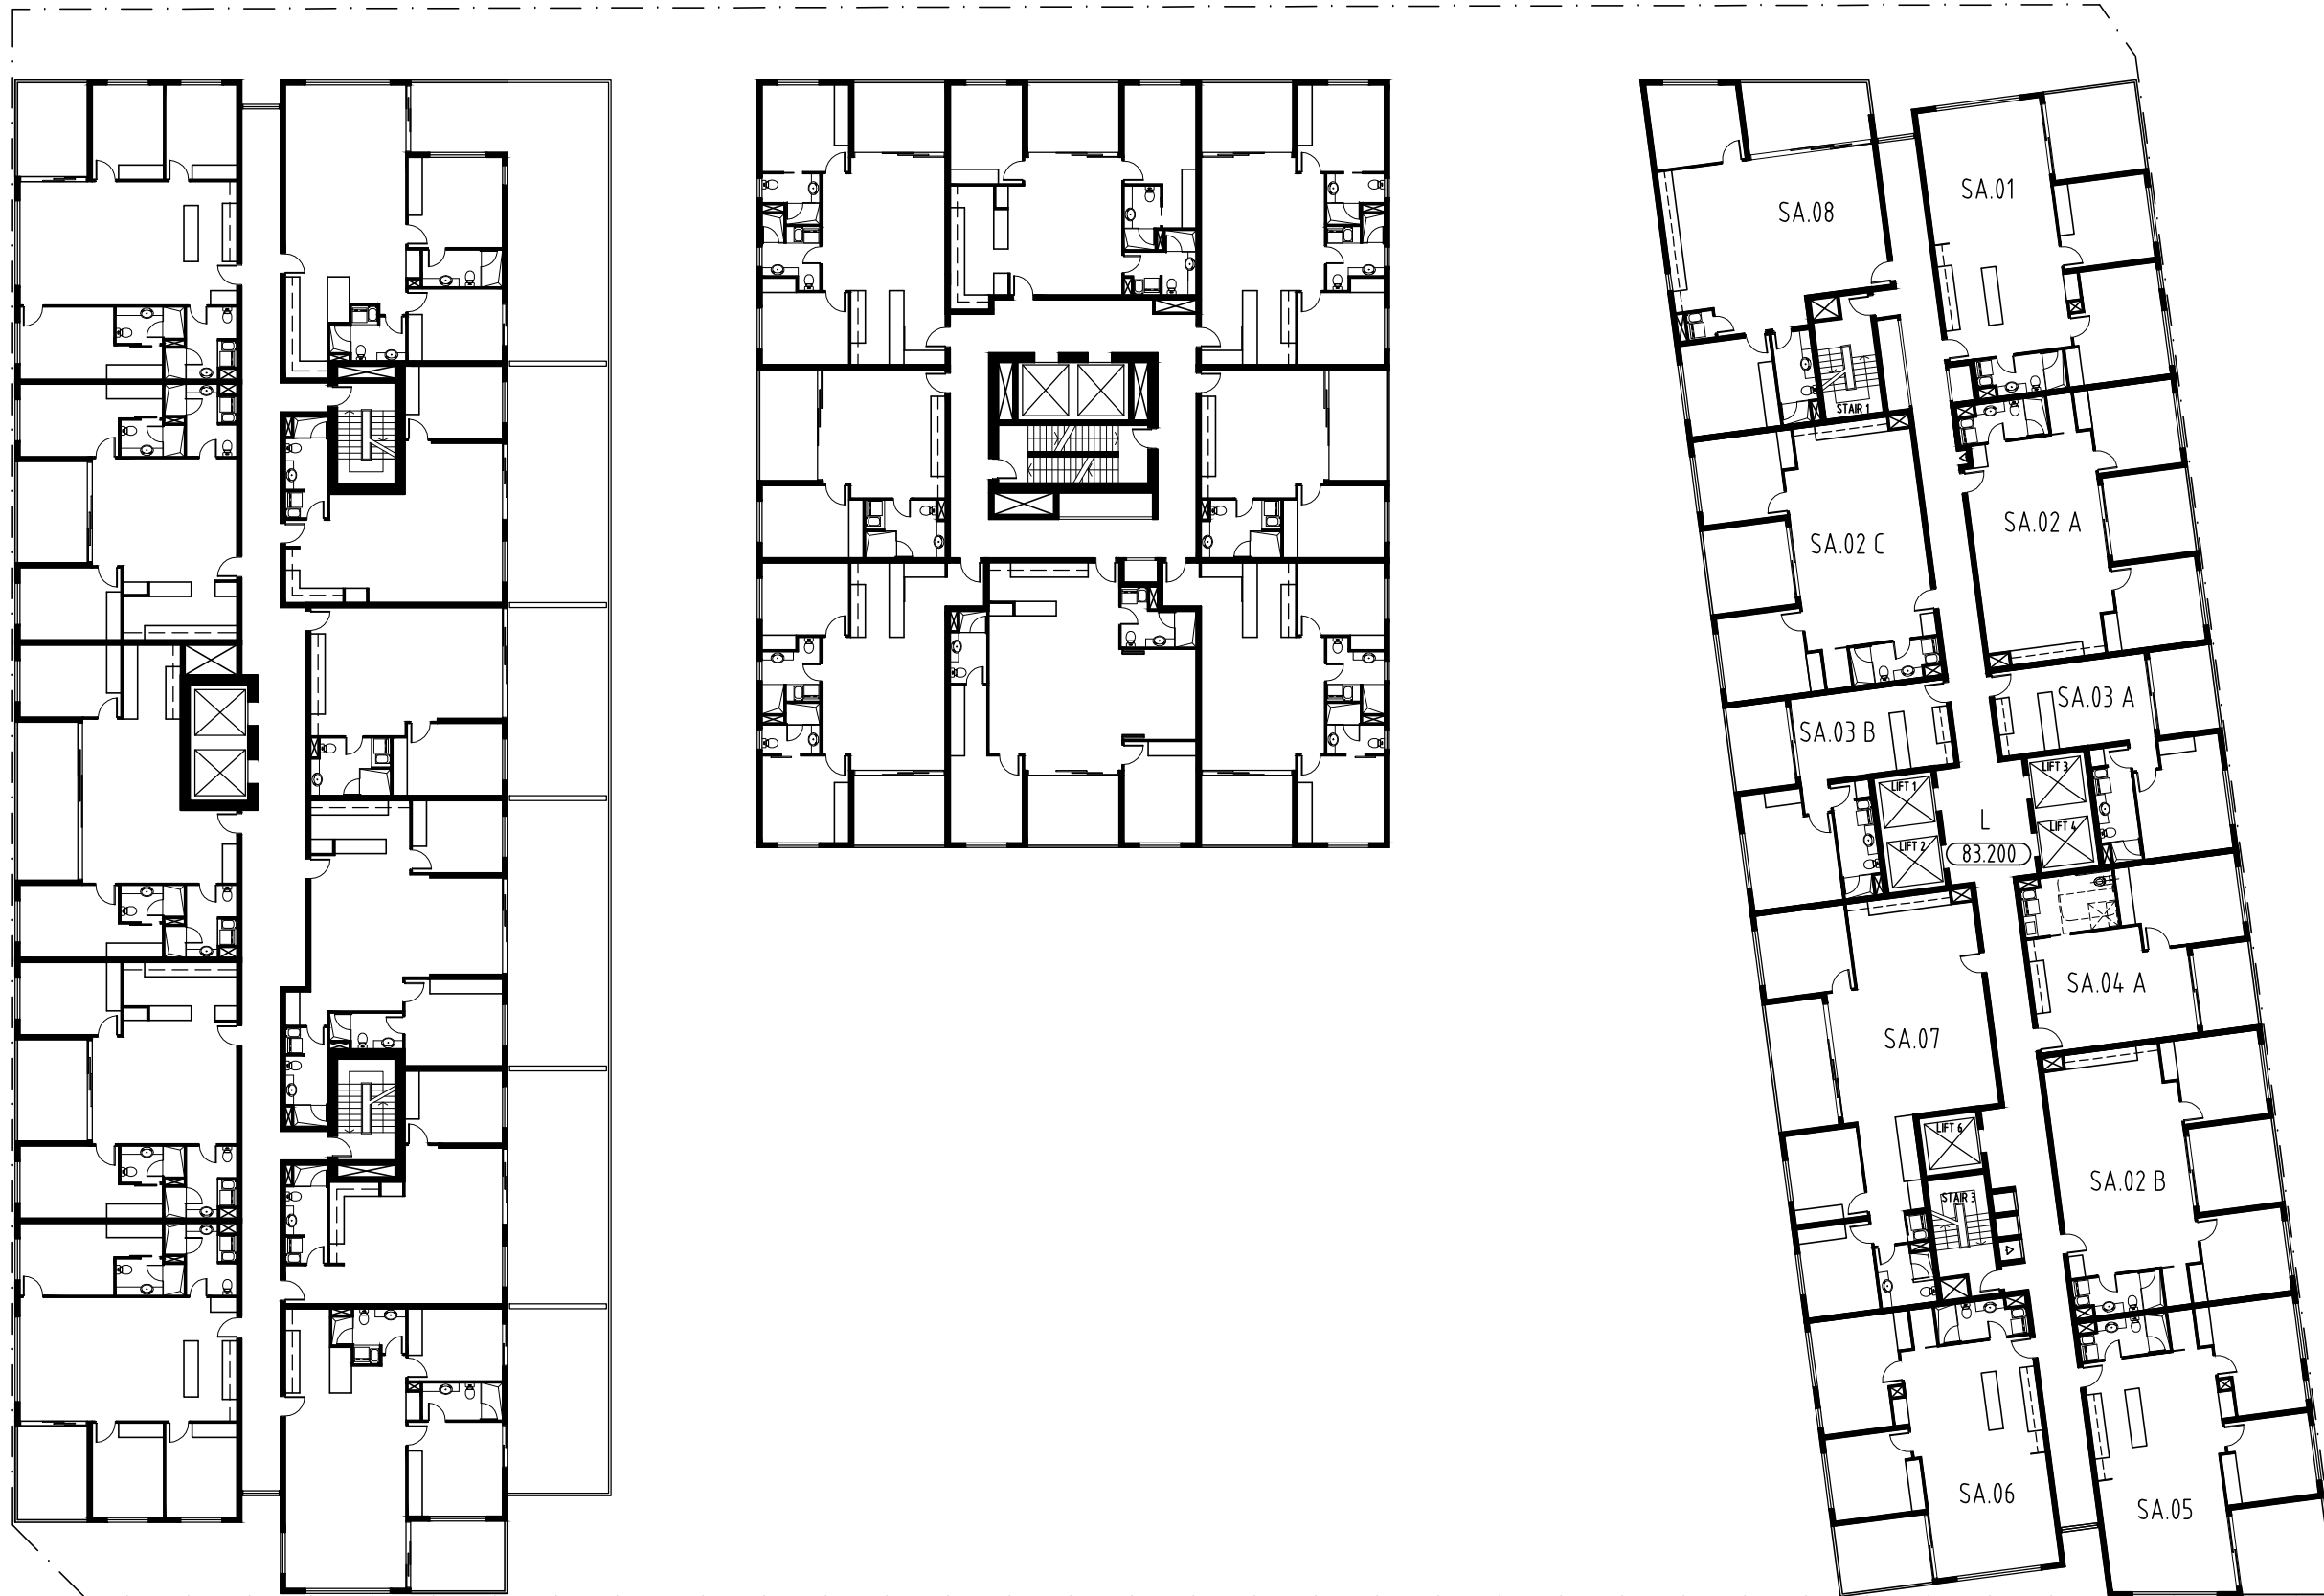 SA.01
SA.08
STAIR 1
SA.02 A
SA.02 C
SA.03 A
SA.03 B
LIFT 3
LIFT 1
L
LIFT 4
LIFT 2
83.200
SA.04 A
SA.07
LIFT 6
SA.02 B
STAIR 3
SA.06
SA.05